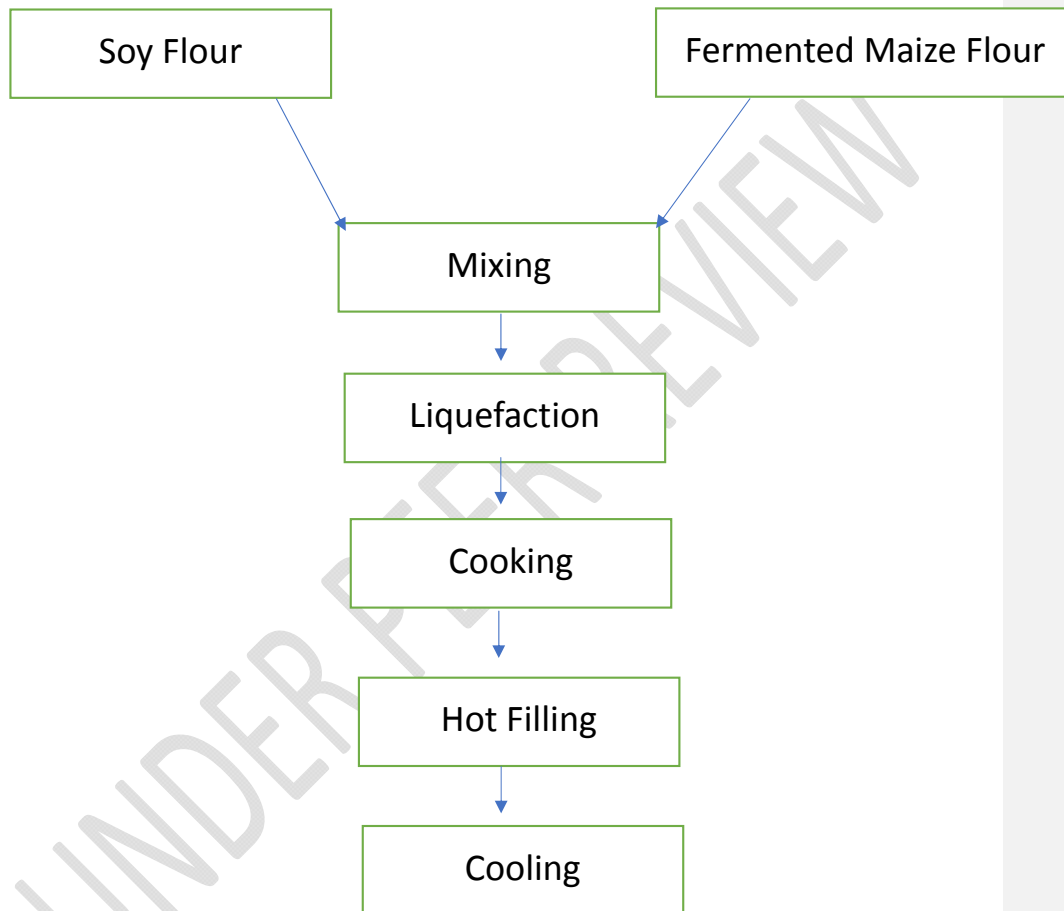 Soy Flour
Fermented Maize Flour
Mixing
Liquefaction
Cooking
Hot Filling
Cooling
UNDER PEER REVIEW